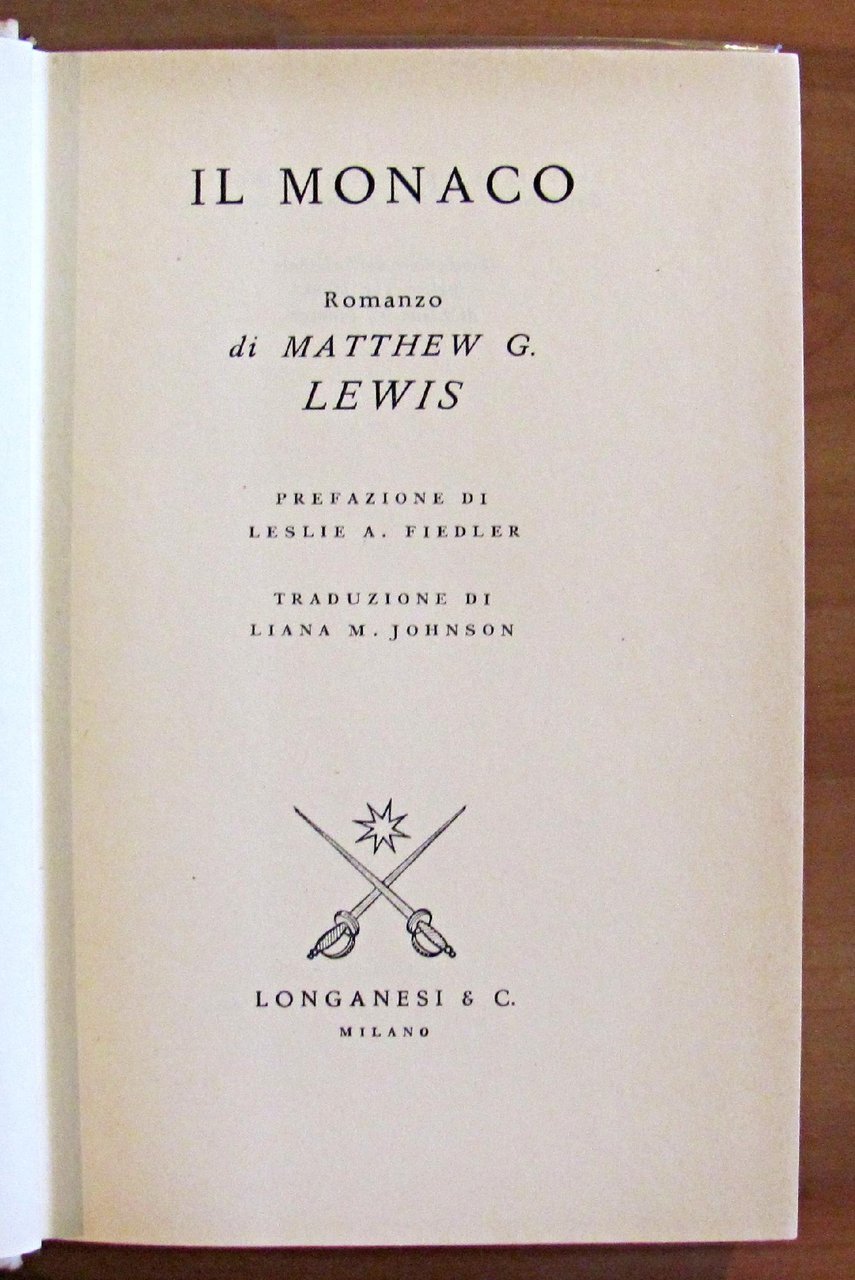 IL MONACO
Romanzo
di MATTHEW G.
LEWIS
PREFAZIONE DI
LESLIE A. FIEDLER
TRADUZIONE DI
LIANA M. JOHNSON
LONGANESI & C.
MILANO